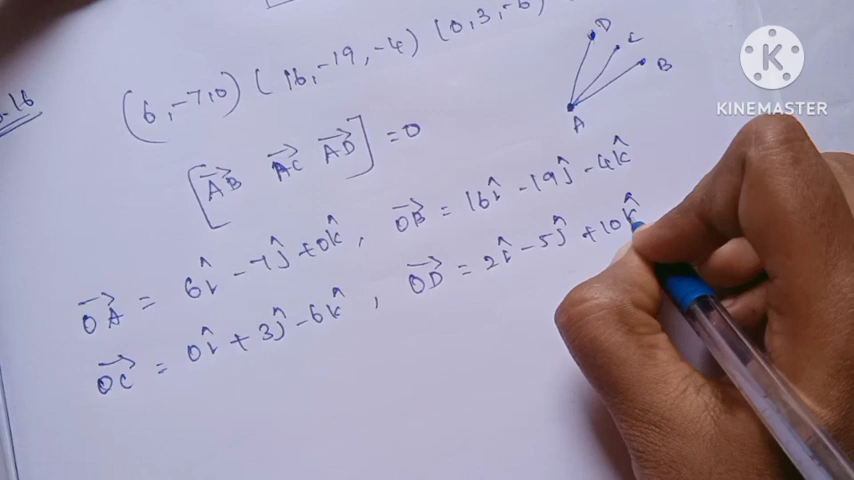 (6, -7, 0) (16, -19, -4) (0, 3, -6)
D
C
B
A
K
KINEMASTER
[AB→ AC→ AD→] = 0
OA→ = 6î - 7ĵ + 0k̂ , OB→ = 16î - 19ĵ - 4k̂
OC→ = 0î + 3ĵ - 6k̂ , OD→ = 2î - 5ĵ + 10k̂